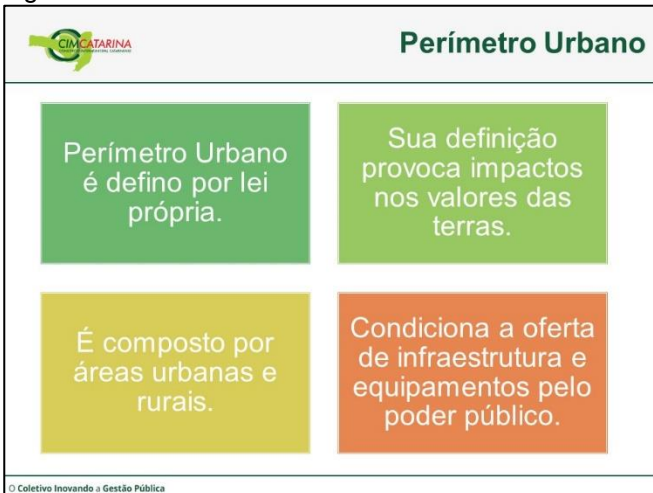 CIMCATARINA
Perímetro Urbano
Perímetro Urbano
é defino por lei
própria.
Sua definição
provoca impactos
nos valores das
terras.
É composto por
áreas urbanas e
rurais.
Condiciona a oferta
de infraestrutura e
equipamentos pelo
poder público.
O Coletivo Inovando a Gestão Pública